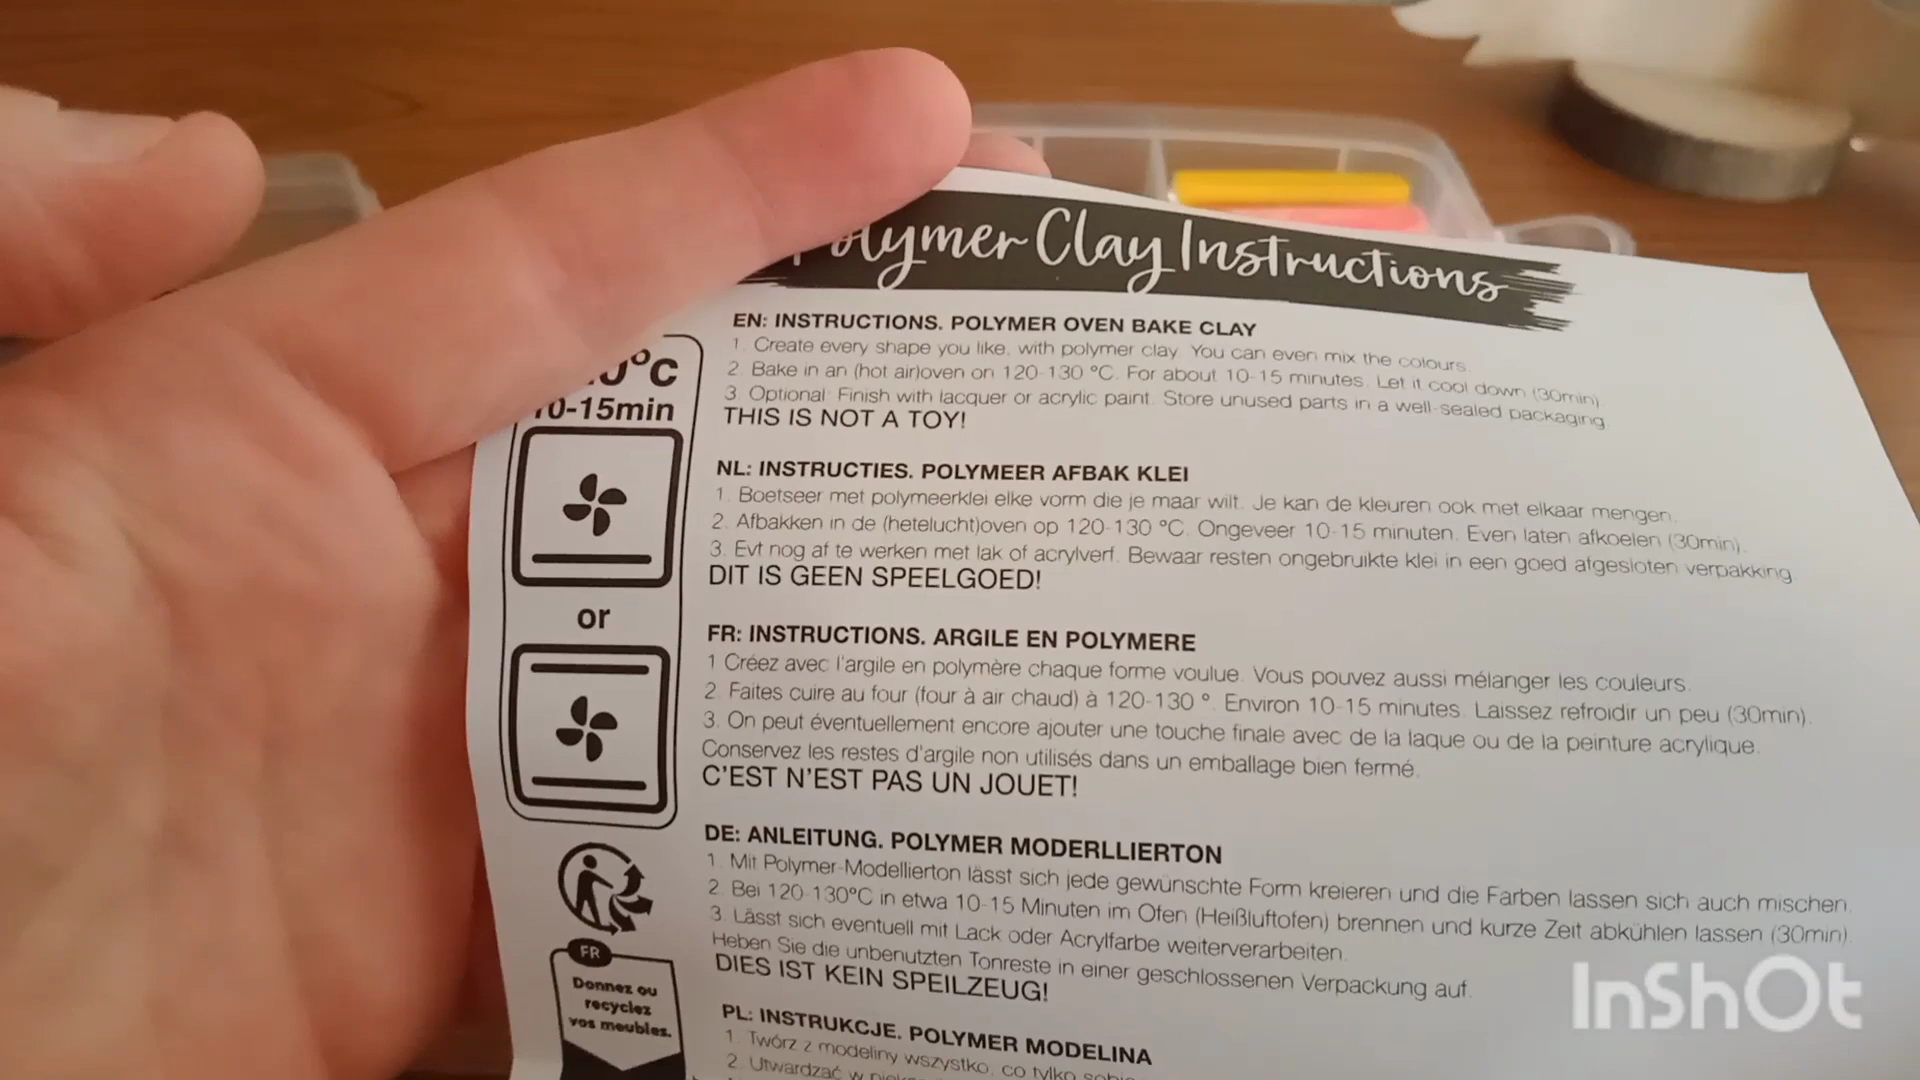 Polymer Clay Instructions
EN: INSTRUCTIONS. POLYMER OVEN BAKE CLAY
1. Create every shape you like, with polymer clay. You can even mix the colours.
2. Bake in an (hot air)oven on 120-130 °C. For about 10-15 minutes. Let it cool down (30min)
3. Optional: Finish with lacquer or acrylic paint. Store unused parts in a well-sealed packaging.
THIS IS NOT A TOY!
°C
10-15min
or
NL: INSTRUCTIES. POLYMEER AFBAK KLEI
1. Boetseer met polymeerklei elke vorm die je maar wilt. Je kan de kleuren ook met elkaar mengen.
2. Afbakken in de (hetelucht)oven op 120-130 °C. Ongeveer 10-15 minuten. Even laten afkoelen (30min).
3. Evt nog af te werken met lak of acrylverf. Bewaar resten ongebruikte klei in een goed afgesloten verpakking.
DIT IS GEEN SPEELGOED!
FR: INSTRUCTIONS. ARGILE EN POLYMERE
1 Créez avec l'argile en polymère chaque forme voulue. Vous pouvez aussi mélanger les couleurs.
2. Faites cuire au four (four à air chaud) à 120-130 °. Environ 10-15 minutes. Laissez refroidir un peu (30min).
3. On peut éventuellement encore ajouter une touche finale avec de la laque ou de la peinture acrylique.
Conservez les restes d'argile non utilisés dans un emballage bien fermé.
C'EST N'EST PAS UN JOUET!
DE: ANLEITUNG. POLYMER MODERLLIERTON
1. Mit Polymer-Modellierton lässt sich jede gewünschte Form kreieren und die Farben lassen sich auch mischen.
2. Bei 120-130°C in etwa 10-15 Minuten im Ofen (Heißluftofen) brennen und kurze Zeit abkühlen lassen (30min).
3. Lässt sich eventuell mit Lack oder Acrylfarbe weiterverarbeiten.
Heben Sie die unbenutzten Tonreste in einer geschlossenen Verpackung auf.
DIES IST KEIN SPEILZEUG!
FR
Donnez ou
recyclez
vos meubles.
PL: INSTRUKCJE. POLYMER MODELINA
1. Twórz z modeliny wszystko, co tylko
2. Utwardzać w
InShOt